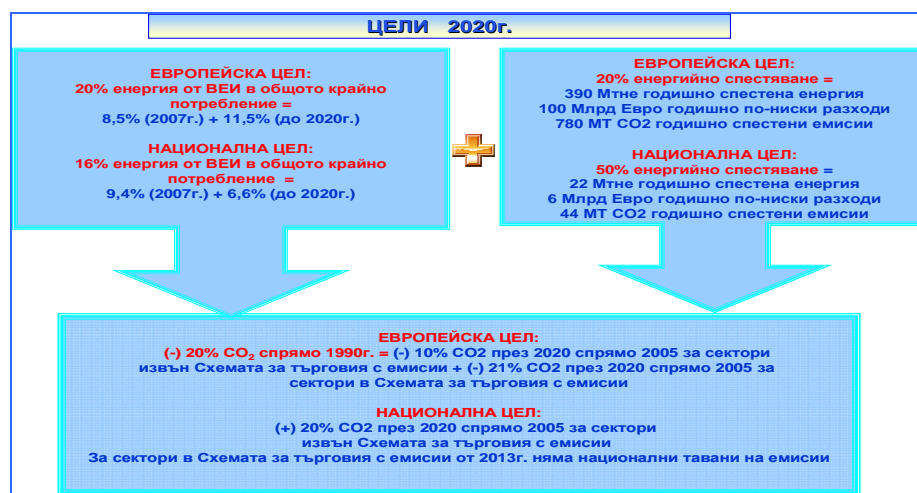 ЦЕЛИ 2020г.
ЕВРОПЕЙСКА ЦЕЛ:
20% енергия от ВЕИ в общото крайно
потребление =
8,5% (2007г.) + 11,5% (до 2020г.)
НАЦИОНАЛНА ЦЕЛ:
16% енергия от ВЕИ в общото крайно
потребление =
9,4% (2007г.) + 6,6% (до 2020г.)
ЕВРОПЕЙСКА ЦЕЛ:
20% енергийно спестяване =
390 Мтне годишно спестена енергия
100 Млрд Евро годишно по-ниски разходи
780 МТ CO2 годишно спестени емисии
НАЦИОНАЛНА ЦЕЛ:
50% енергийно спестяване =
22 Мтне годишно спестена енергия
6 Млрд Евро годишно по-ниски разходи
44 МТ CO2 годишно спестени емисии
ЕВРОПЕЙСКА ЦЕЛ:
(-) 20% CO₂ спрямо 1990г. = (-) 10% CO2 през 2020 спрямо 2005 за сектори
извън Схемата за търговия с емисии + (-) 21% CO2 през 2020 спрямо 2005 за
сектори в Схемата за търговия с емисии
НАЦИОНАЛНА ЦЕЛ:
(+) 20% CO2 през 2020 спрямо 2005 за сектори
извън Схемата за търговия с емисии
За сектори в Схемата за търговия с емисии от 2013г. няма национални тавани на емисии